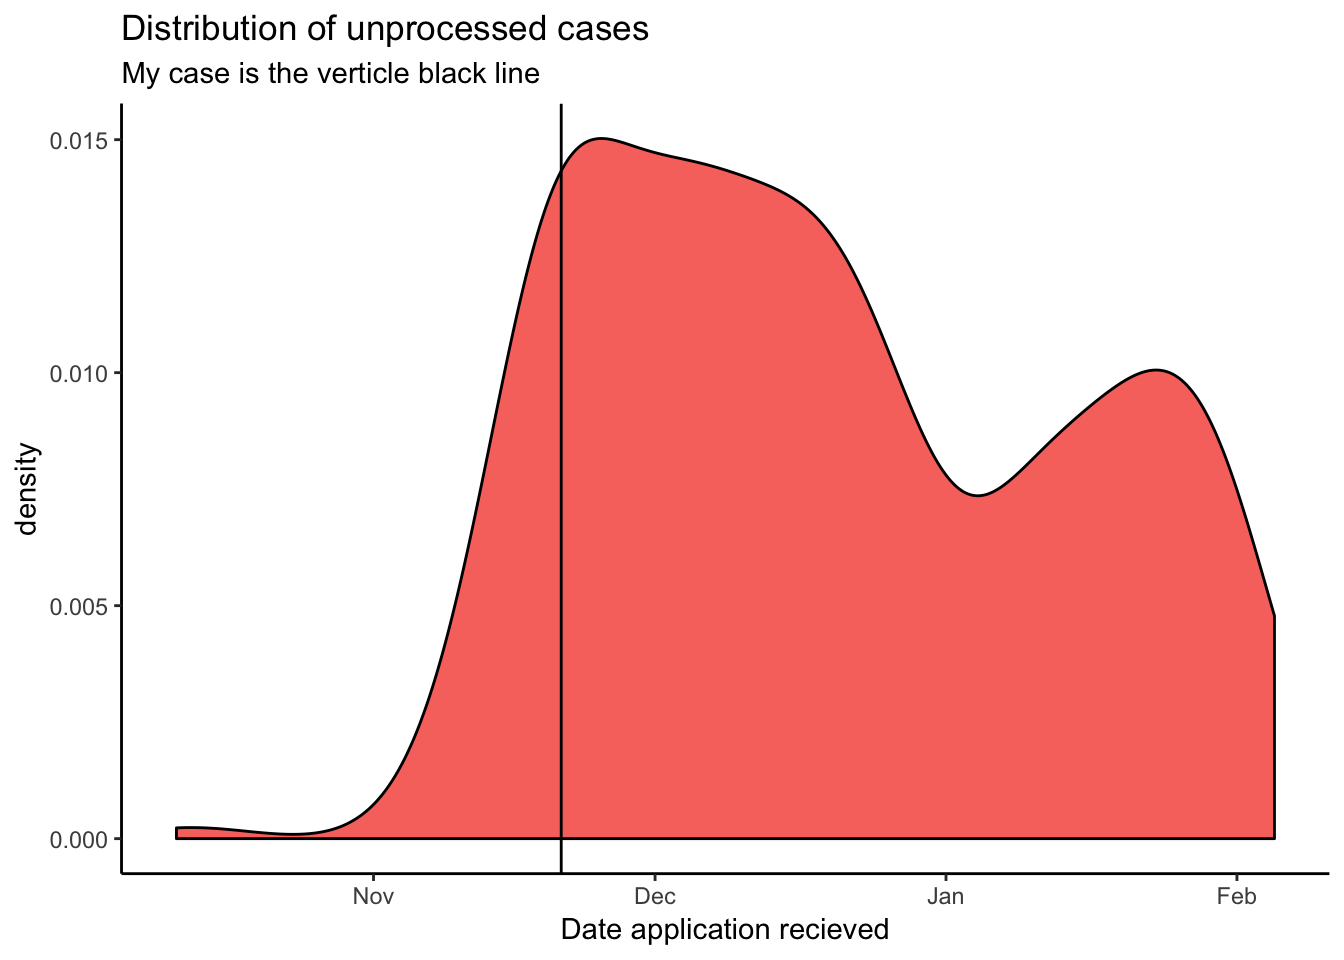 Distribution of unprocessed cases
My case is the verticle black line
0.015
0.010
0.005
0.000
density
Nov Dec Jan Feb
Date application recieved